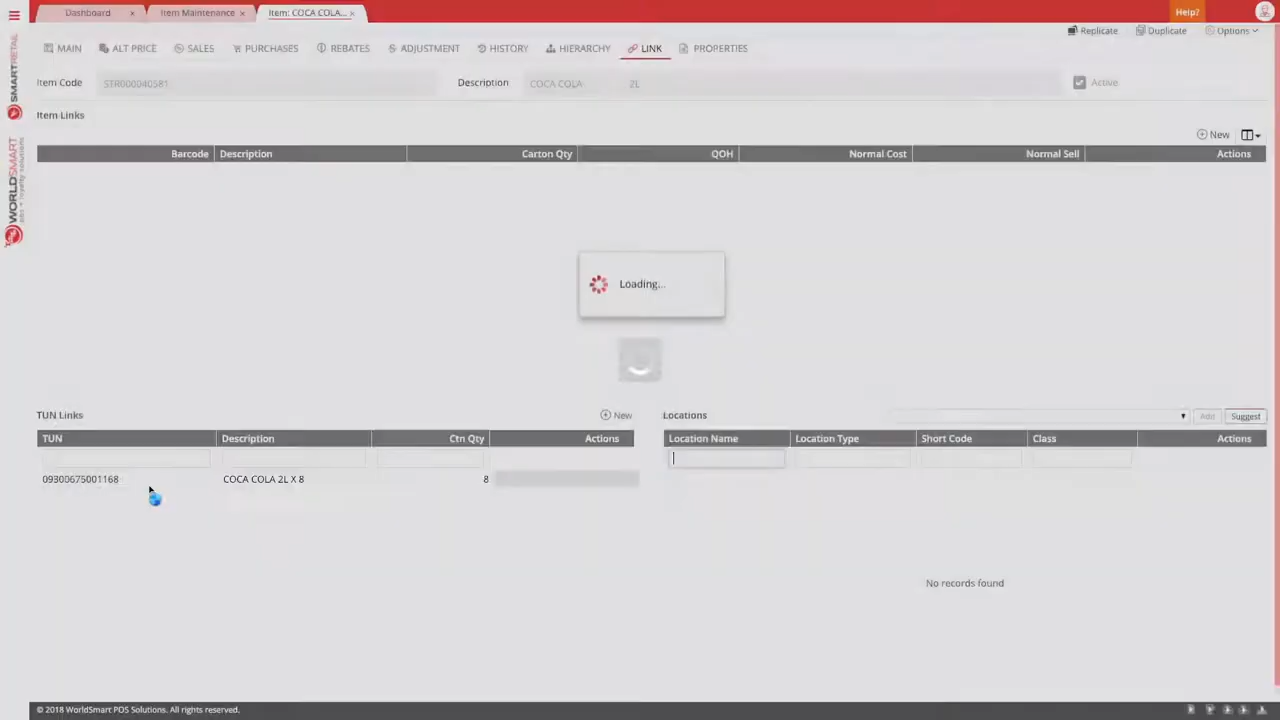 Dashboard × Item Maintenance × Item: COCA COLA... × Help?
Replicate Duplicate Options
MAIN ALT PRICE SALES PURCHASES REBATES ADJUSTMENT HISTORY HIERARCHY LINK PROPERTIES
SMARTRETAIL
WORLDSMART
Item Code STR000040581 Description COCA COLA 2L Active
Item Links
New
Barcode Description Carton Qty QOH Normal Cost Normal Sell Actions
Loading...
TUN Links New Locations Add Suggest
TUN Description Ctn Qty Actions Location Name Location Type Short Code Class Actions
09300675001168 COCA COLA 2L X 8 8
No records found
© 2018 WorldSmart POS Solutions. All rights reserved.